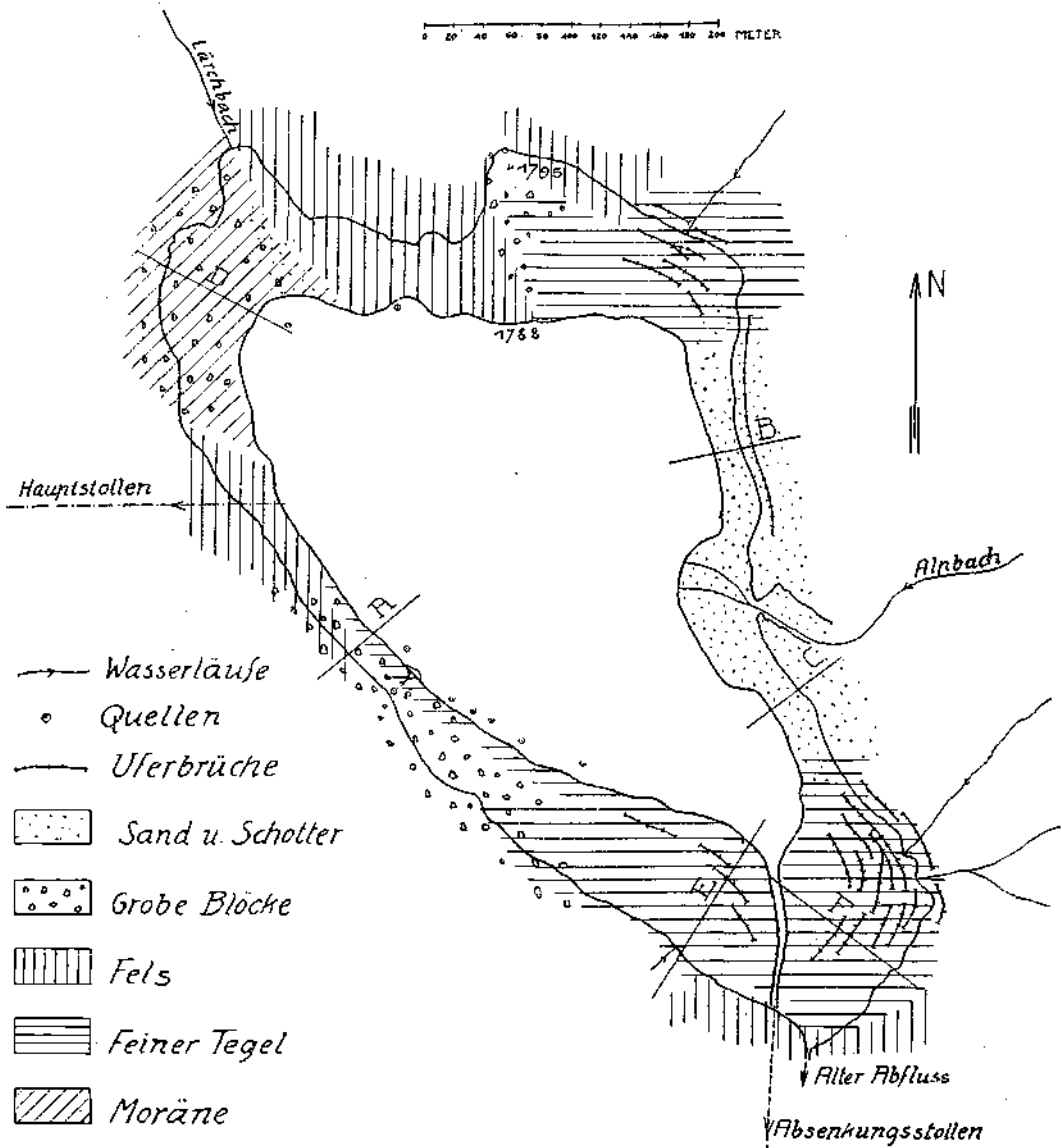 0 20 40 60 80 100 120 140 160 180 200 METER
Lärchbach
1795
N
D
1788
B
Hauptstollen
Alpbach
A
C
Wasserläufe
Quellen
Uferbrüche
Sand u. Schotter
E
F
Grobe Blöcke
Fels
Feiner Tegel
Alter Abfluss
Moräne
Absenkungsstollen